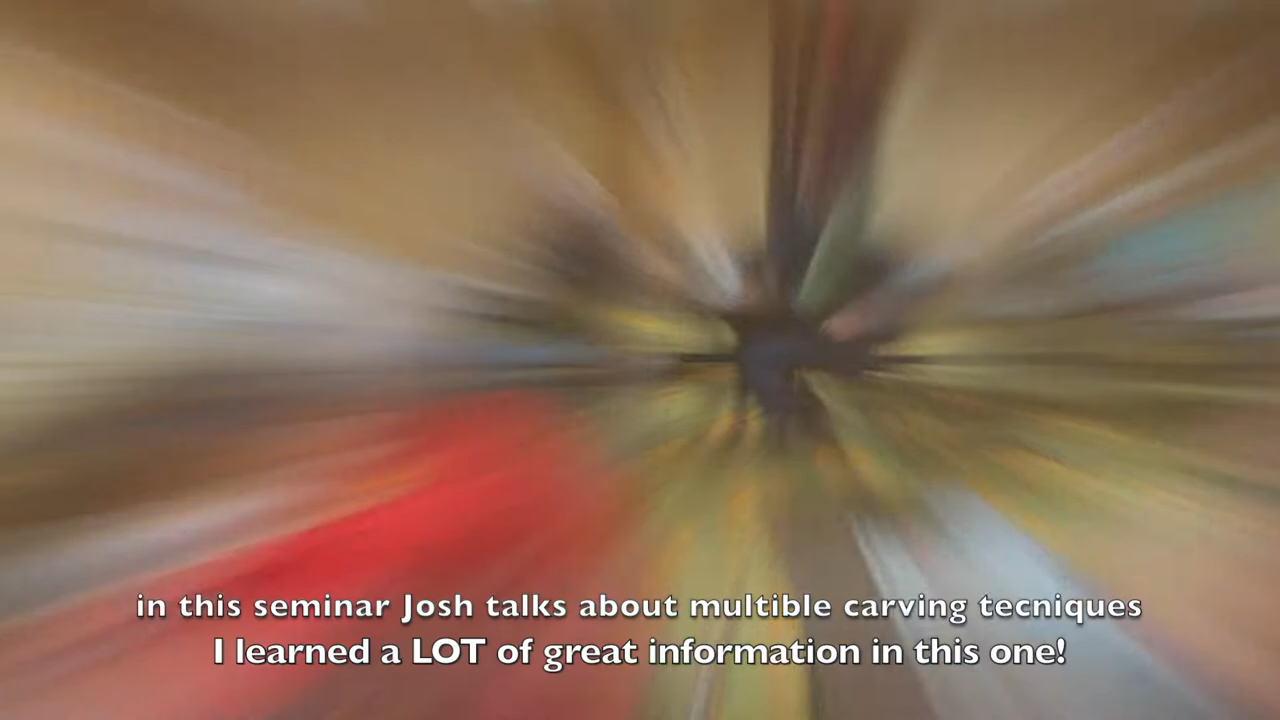 in this seminar Josh talks about multible carving tecniques
I learned a LOT of great information in this one!